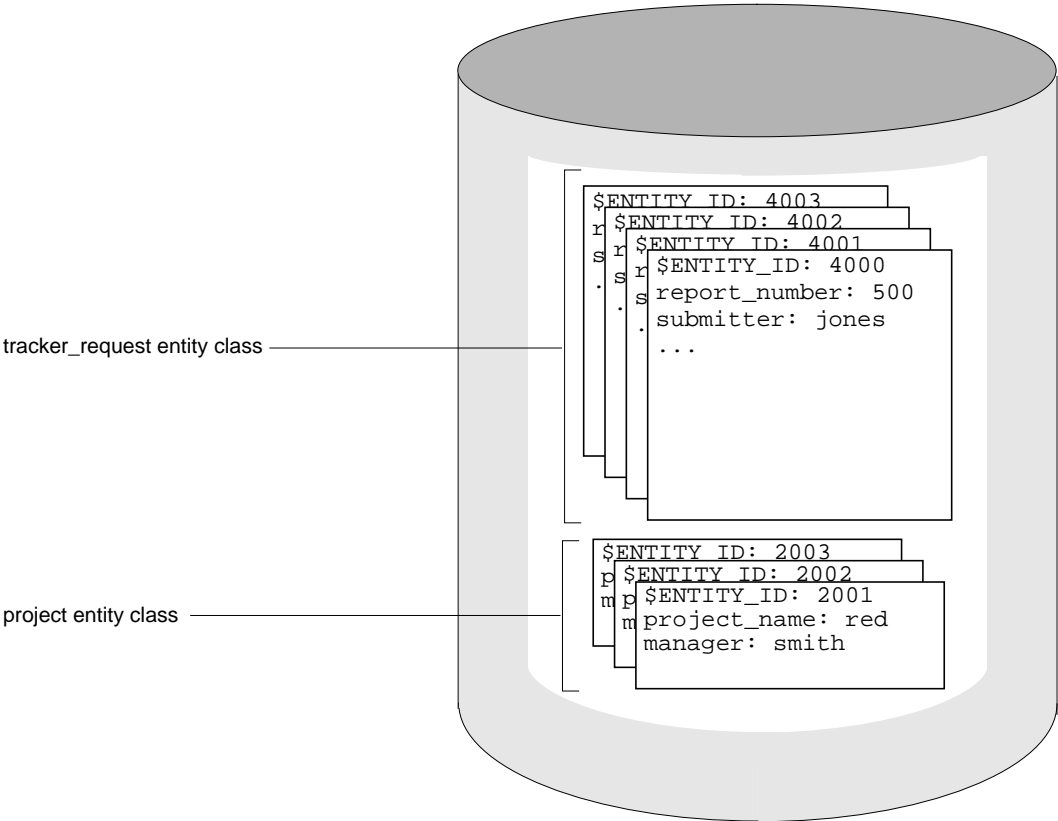 $ENTITY_ID: 4003
r
s
.
$ENTITY_ID: 4002
r
s
.
$ENTITY_ID: 4001
r
s
.
$ENTITY_ID: 4000
report_number: 500
submitter: jones
...
tracker_request entity class
$ENTITY_ID: 2003
p
m
$ENTITY_ID: 2002
p
m
$ENTITY_ID: 2001
project_name: red
manager: smith
project entity class